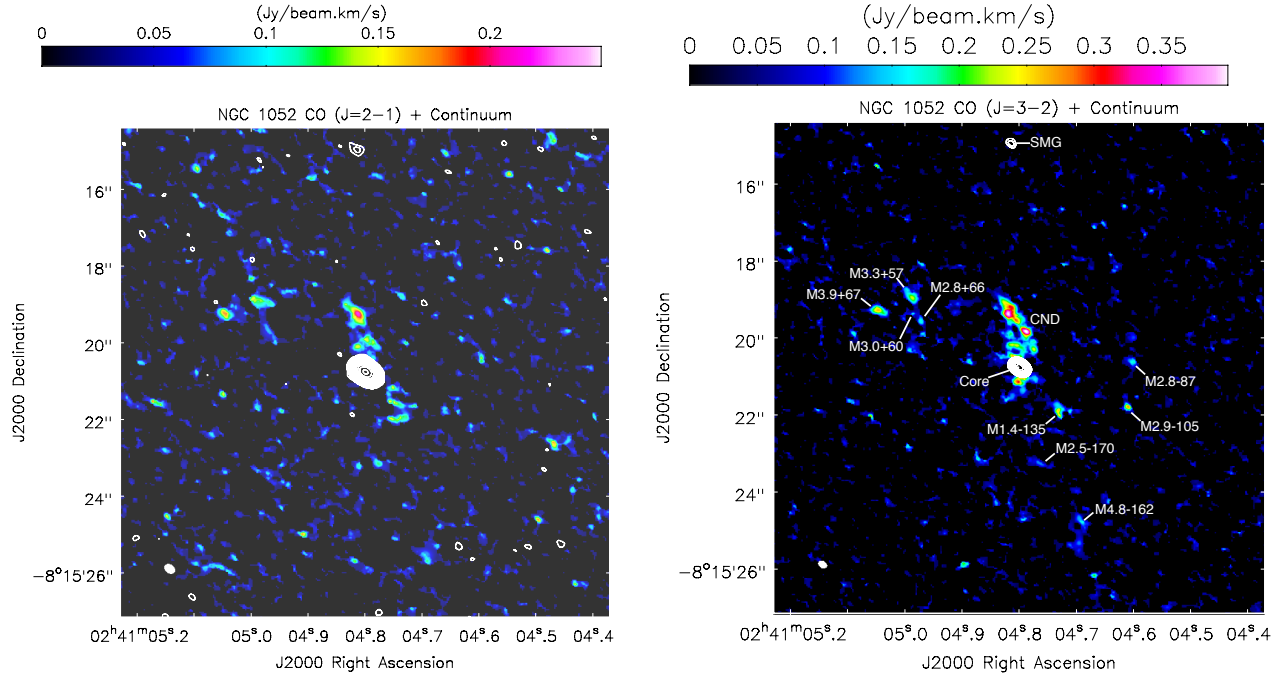 (Jy/beam.km/s)
0 0.05 0.1 0.15 0.2
NGC 1052 CO (J=2-1) + Continuum
16''
18''
20''
22''
24''
-8°15'26''
J2000 Declination
02ʰ41ᵐ05ˢ.2 05ˢ.0 04ˢ.9 04ˢ.8 04ˢ.7 04ˢ.6 04ˢ.5 04ˢ.4
J2000 Right Ascension
(Jy/beam.km/s)
0 0.05 0.1 0.15 0.2 0.25 0.3 0.35
NGC 1052 CO (J=3-2) + Continuum
SMG
16''
18''
M3.3+57
M2.8+66
M3.9+67
CND
20''
M3.0+60
Core
M2.8-87
22''
M1.4-135
M2.9-105
M2.5-170
24''
M4.8-162
-8°15'26''
J2000 Declination
02ʰ41ᵐ05ˢ.2 05ˢ.0 04ˢ.9 04ˢ.8 04ˢ.7 04ˢ.6 04ˢ.5 04ˢ.4
J2000 Right Ascension